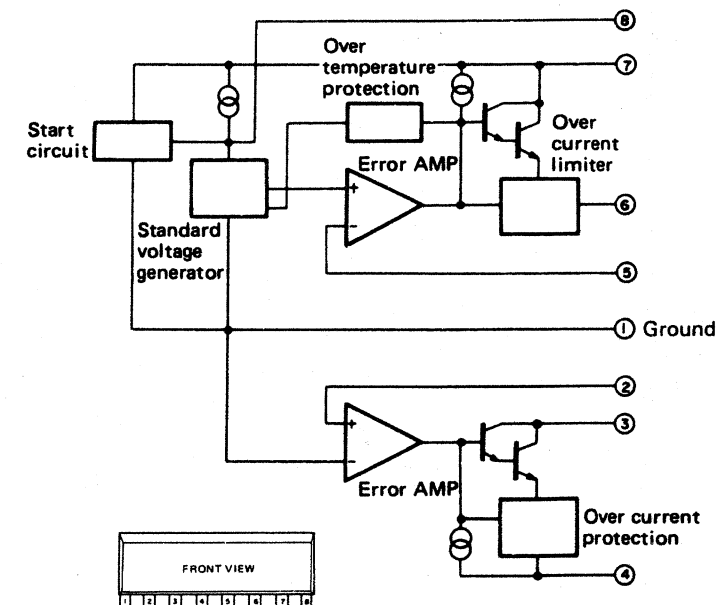 8
Over
temperature
protection
7
Start
circuit
Over
current
limiter
Error AMP
+
-
6
Standard
voltage
generator
5
1 Ground
2
3
+
-
Error AMP
Over current
protection
4
FRONT VIEW
1 2 3 4 5 6 7 8